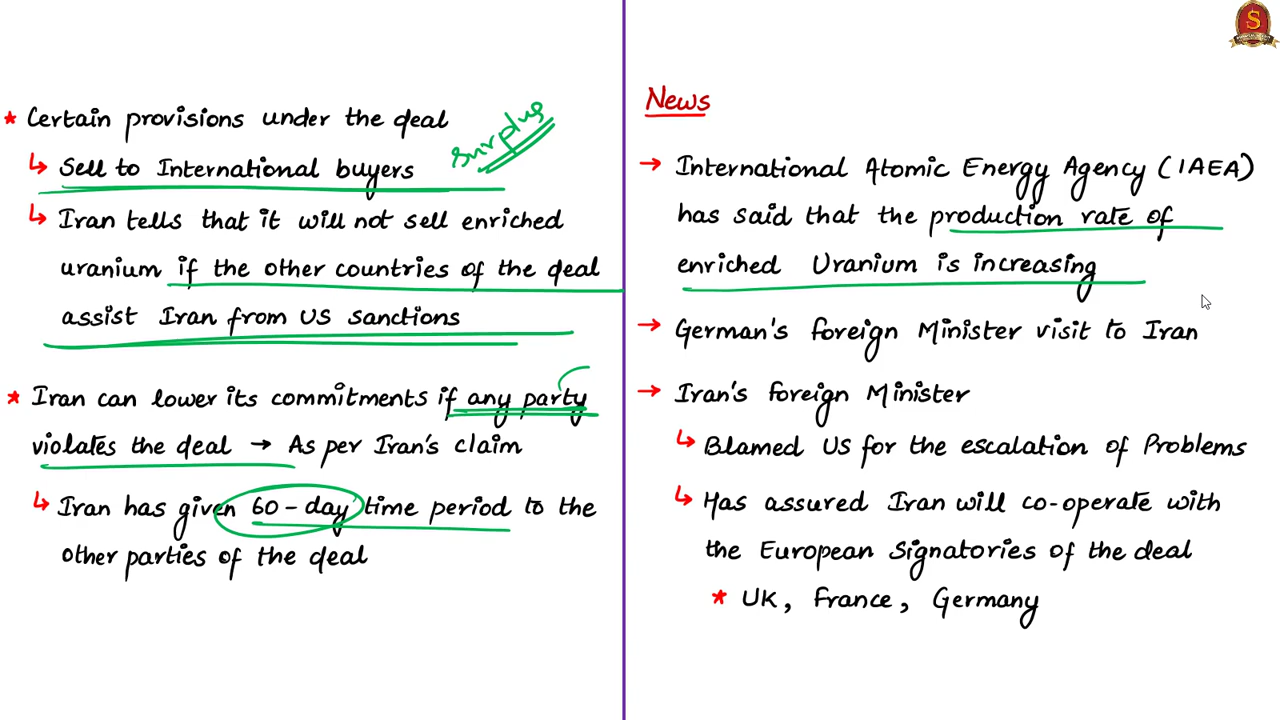 * Certain provisions under the deal
↳ Sell to International buyers
surplus
↳ Iran tells that it will not sell enriched
uranium if the other countries of the deal
assist Iran from US sanctions
* Iran can lower its commitments if any party
violates the deal → As per Iran's claim
↳ Iran has given 60-day time period to the
other parties of the deal
News
→ International Atomic Energy Agency (IAEA)
has said that the production rate of
enriched Uranium is increasing
→ German's foreign Minister visit to Iran
→ Iran's foreign Minister
↳ Blamed US for the escalation of Problems
↳ Has assured Iran will co-operate with
the European Signatories of the deal
* UK, France, Germany
S